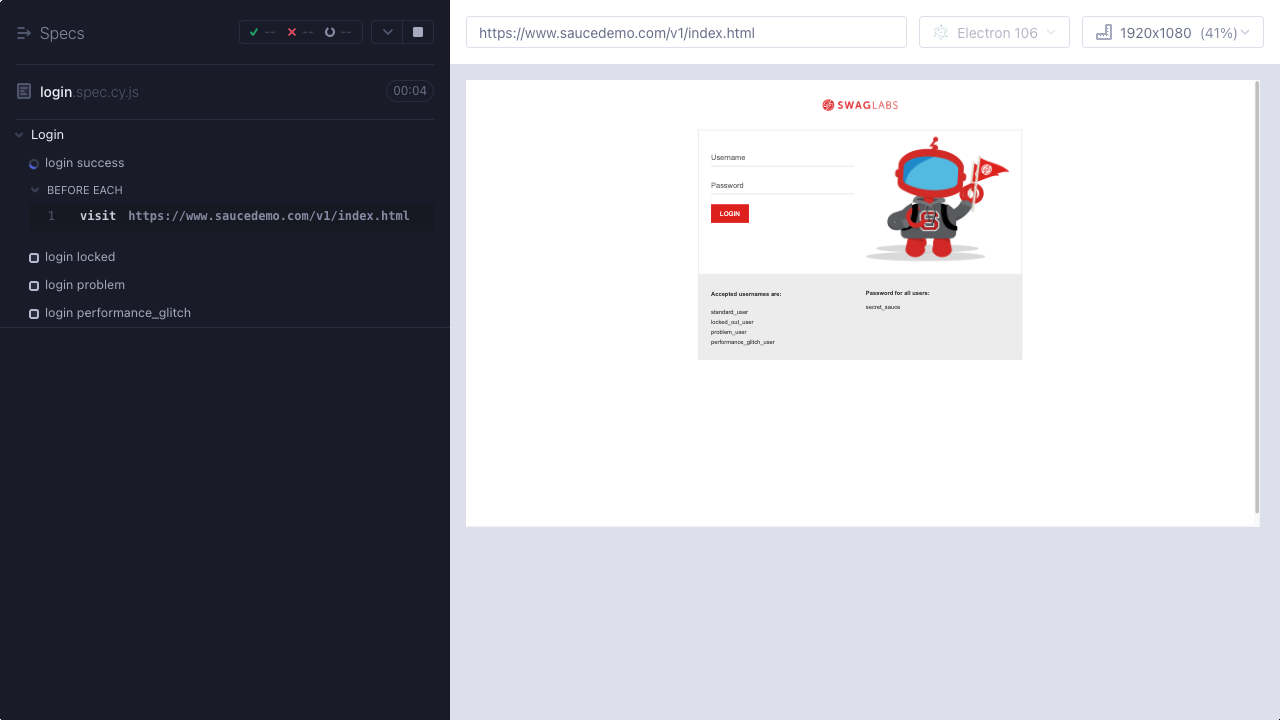 Specs
-- -- --
login.spec.cy.js
00:04
Login
login success
BEFORE EACH
1 visit https://www.saucedemo.com/v1/index.html
login locked
login problem
login performance_glitch
https://www.saucedemo.com/v1/index.html
Electron 106
1920x1080 (41%)
SWAGLABS
Username
Password
LOGIN
Accepted usernames are:
standard_user
locked_out_user
problem_user
performance_glitch_user
Password for all users:
secret_sauce
S